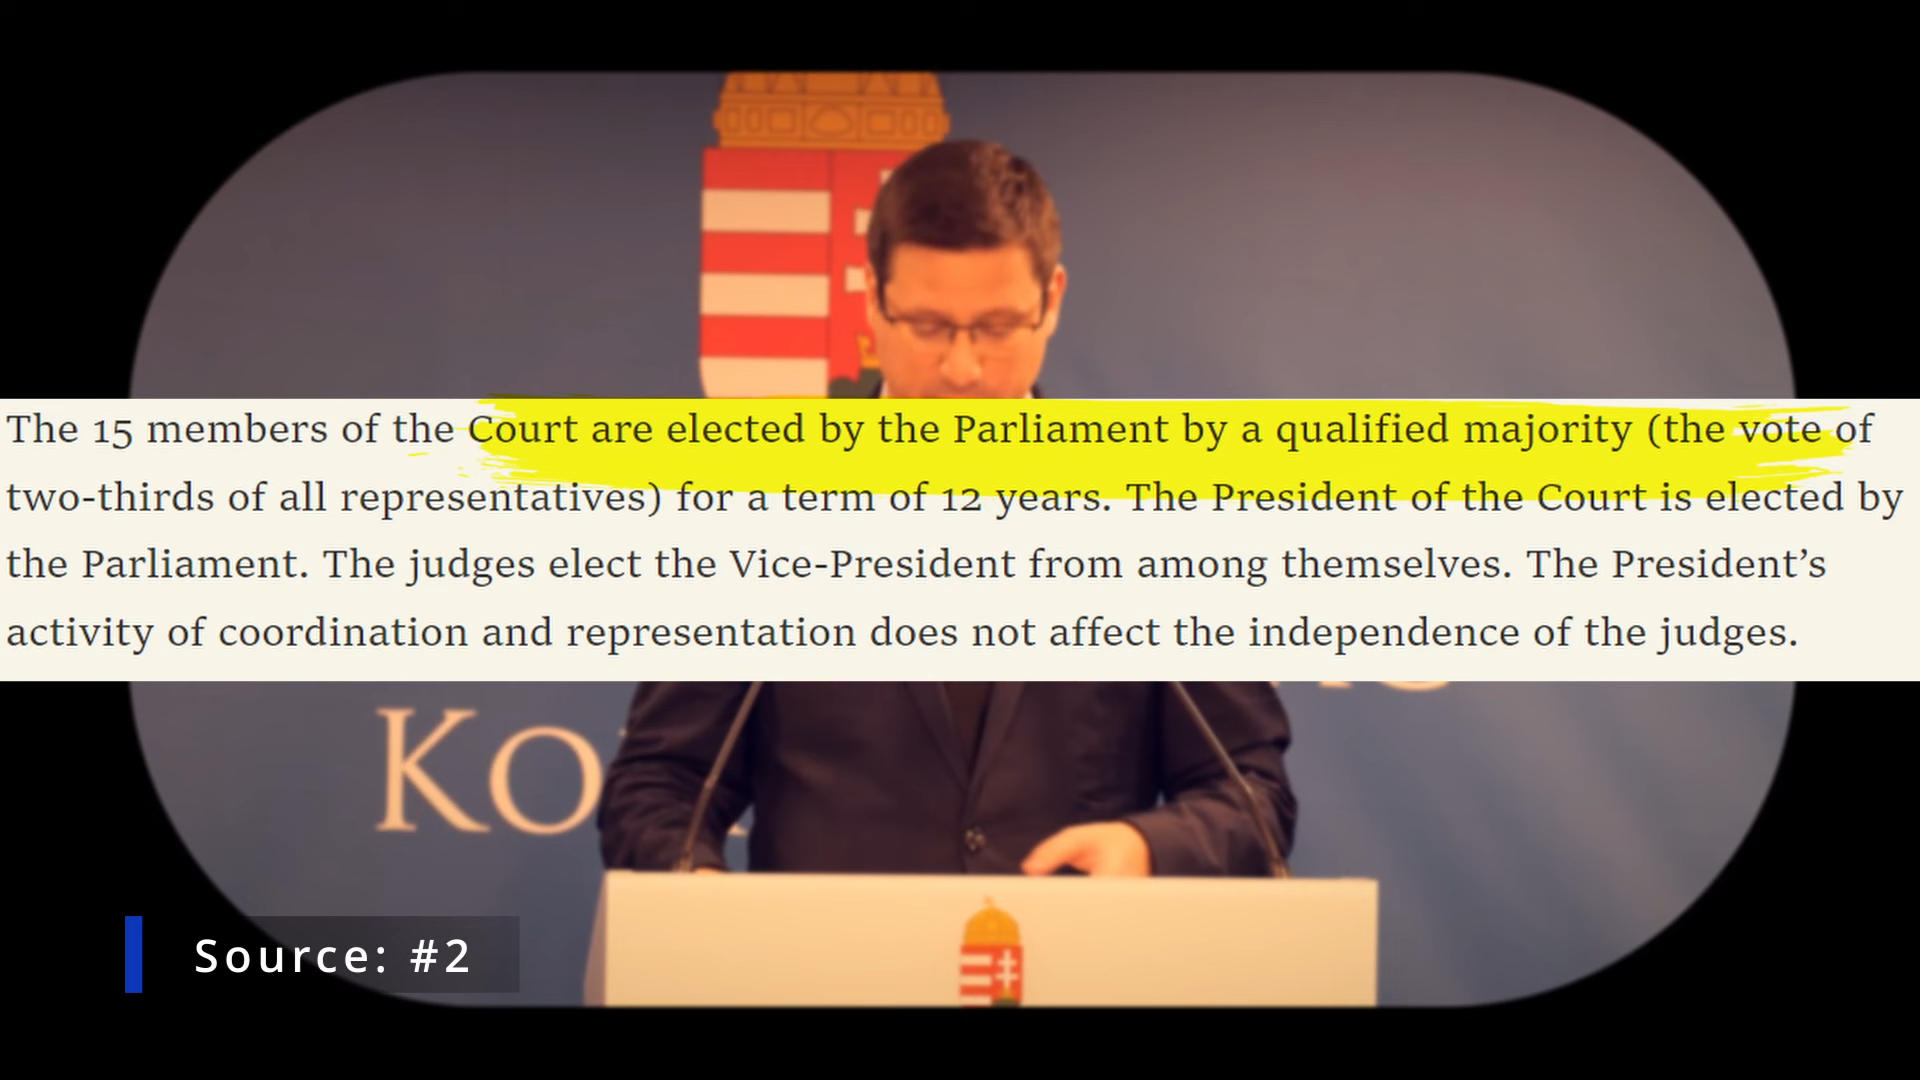 The 15 members of the Court are elected by the Parliament by a qualified majority (the vote of
two-thirds of all representatives) for a term of 12 years. The President of the Court is elected by
the Parliament. The judges elect the Vice-President from among themselves. The President’s
activity of coordination and representation does not affect the independence of the judges.
Ko
Source: #2